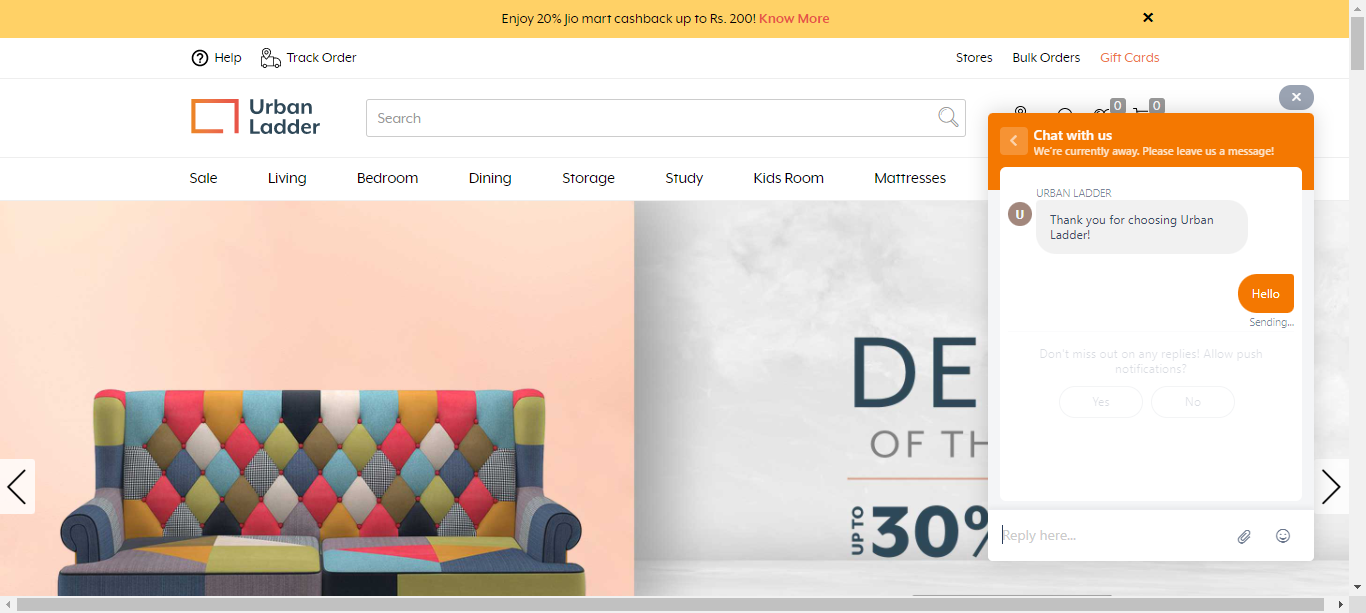 Enjoy 20% Jio mart cashback up to Rs. 200! Know More
Help
Track Order
Stores
Bulk Orders
Gift Cards
Urban
Ladder
Search
0
0
Sale
Living
Bedroom
Dining
Storage
Study
Kids Room
Mattresses
DE
OF TH
UP TO
30%
Chat with us
We're currently away. Please leave us a message!
URBAN LADDER
U
Thank you for choosing Urban
Ladder!
Hello
Sending...
Don't miss out on any replies! Allow push
notifications?
Yes
No
Reply here...